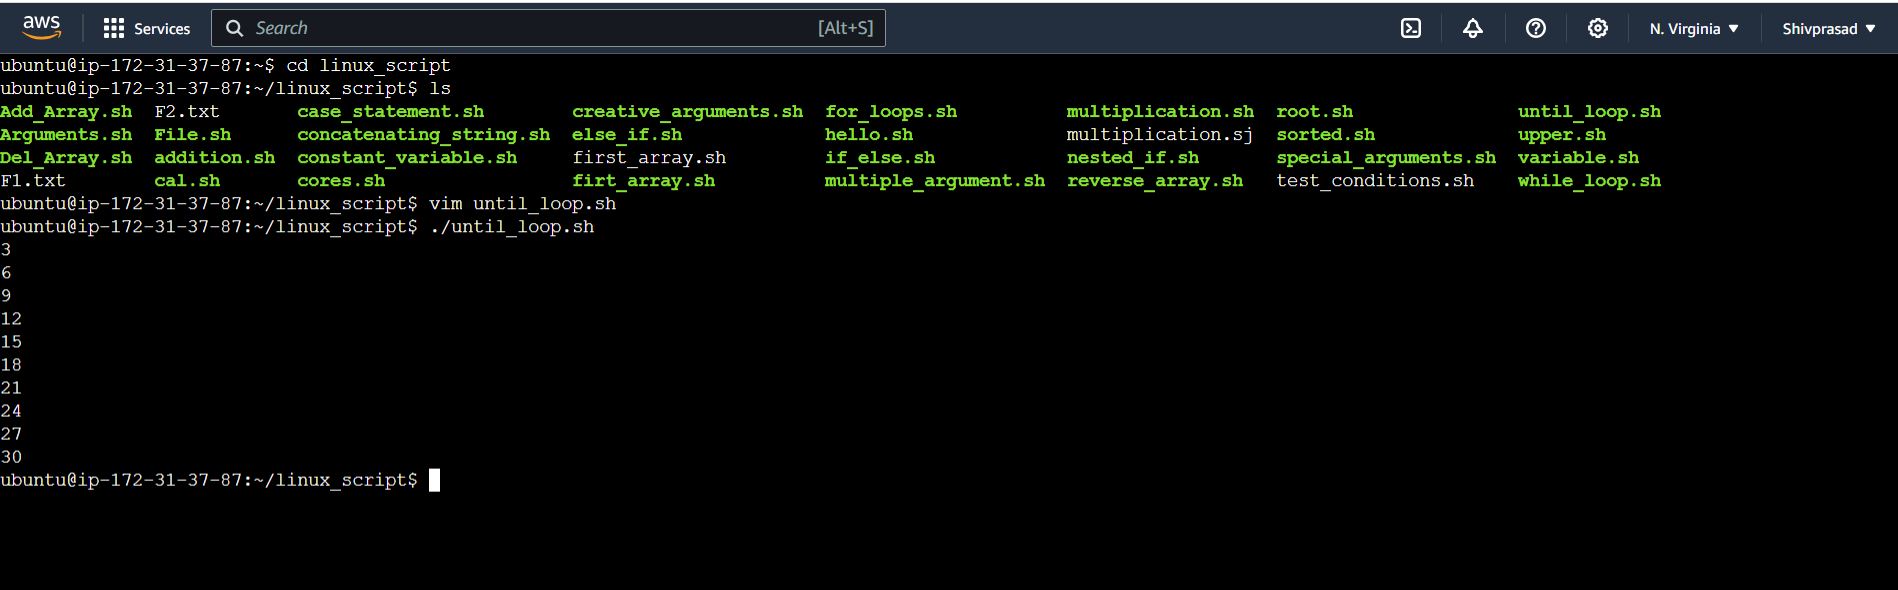 aws Services Search [Alt+S] N. Virginia Shivprasad
ubuntu@ip-172-31-37-87:~$ cd linux_script
ubuntu@ip-172-31-37-87:~/linux_script$ ls
Add_Array.sh F2.txt case_statement.sh creative_arguments.sh for_loops.sh multiplication.sh root.sh until_loop.sh
Arguments.sh File.sh concatenating_string.sh else_if.sh hello.sh multiplication.sj sorted.sh upper.sh
Del_Array.sh addition.sh constant_variable.sh first_array.sh if_else.sh nested_if.sh special_arguments.sh variable.sh
F1.txt cal.sh cores.sh firt_array.sh multiple_argument.sh reverse_array.sh test_conditions.sh while_loop.sh
ubuntu@ip-172-31-37-87:~/linux_script$ vim until_loop.sh
ubuntu@ip-172-31-37-87:~/linux_script$ ./until_loop.sh
3
6
9
12
15
18
21
24
27
30
ubuntu@ip-172-31-37-87:~/linux_script$